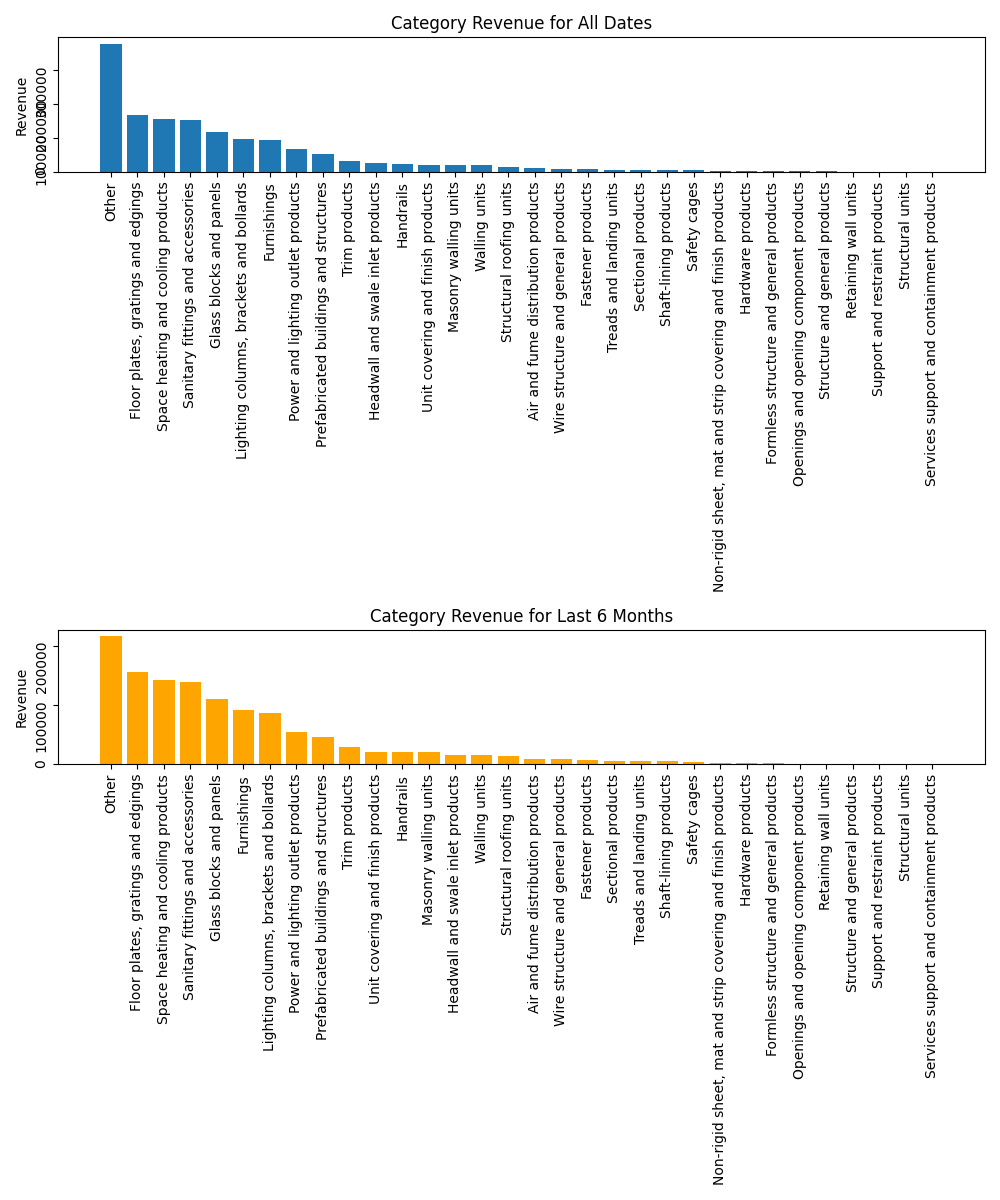 Category Revenue for All Dates
Revenue
300000
200000
100000
0
Other
Floor plates, gratings and edgings
Space heating and cooling products
Sanitary fittings and accessories
Glass blocks and panels
Lighting columns, brackets and bollards
Furnishings
Power and lighting outlet products
Prefabricated buildings and structures
Trim products
Headwall and swale inlet products
Handrails
Unit covering and finish products
Masonry walling units
Walling units
Structural roofing units
Air and fume distribution products
Wire structure and general products
Fastener products
Treads and landing units
Sectional products
Shaft-lining products
Safety cages
Non-rigid sheet, mat and strip covering and finish products
Hardware products
Formless structure and general products
Openings and opening component products
Structure and general products
Retaining wall units
Support and restraint products
Structural units
Services support and containment products
Category Revenue for Last 6 Months
Revenue
200000
100000
0
Other
Floor plates, gratings and edgings
Space heating and cooling products
Sanitary fittings and accessories
Glass blocks and panels
Furnishings
Lighting columns, brackets and bollards
Power and lighting outlet products
Prefabricated buildings and structures
Trim products
Unit covering and finish products
Handrails
Masonry walling units
Headwall and swale inlet products
Walling units
Structural roofing units
Air and fume distribution products
Wire structure and general products
Fastener products
Sectional products
Treads and landing units
Shaft-lining products
Safety cages
Non-rigid sheet, mat and strip covering and finish products
Hardware products
Formless structure and general products
Openings and opening component products
Retaining wall units
Structure and general products
Support and restraint products
Structural units
Services support and containment products